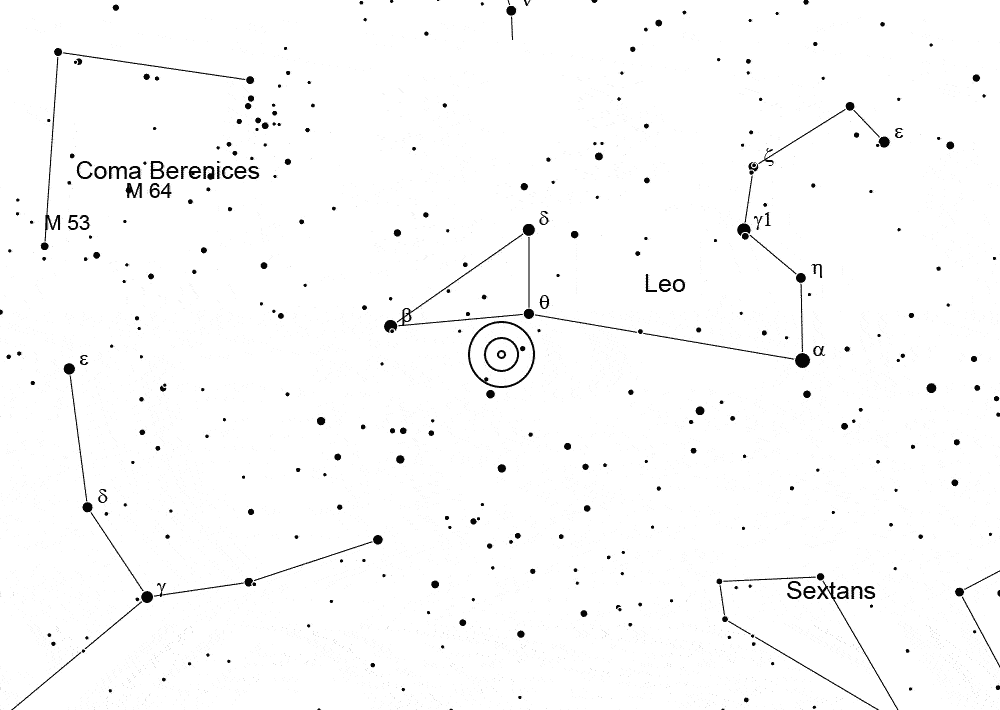 ν
ε
ζ
Coma Berenices
M 64
M 53
δ
γ1
η
Leo
θ
β
α
ε
δ
γ
Sextans